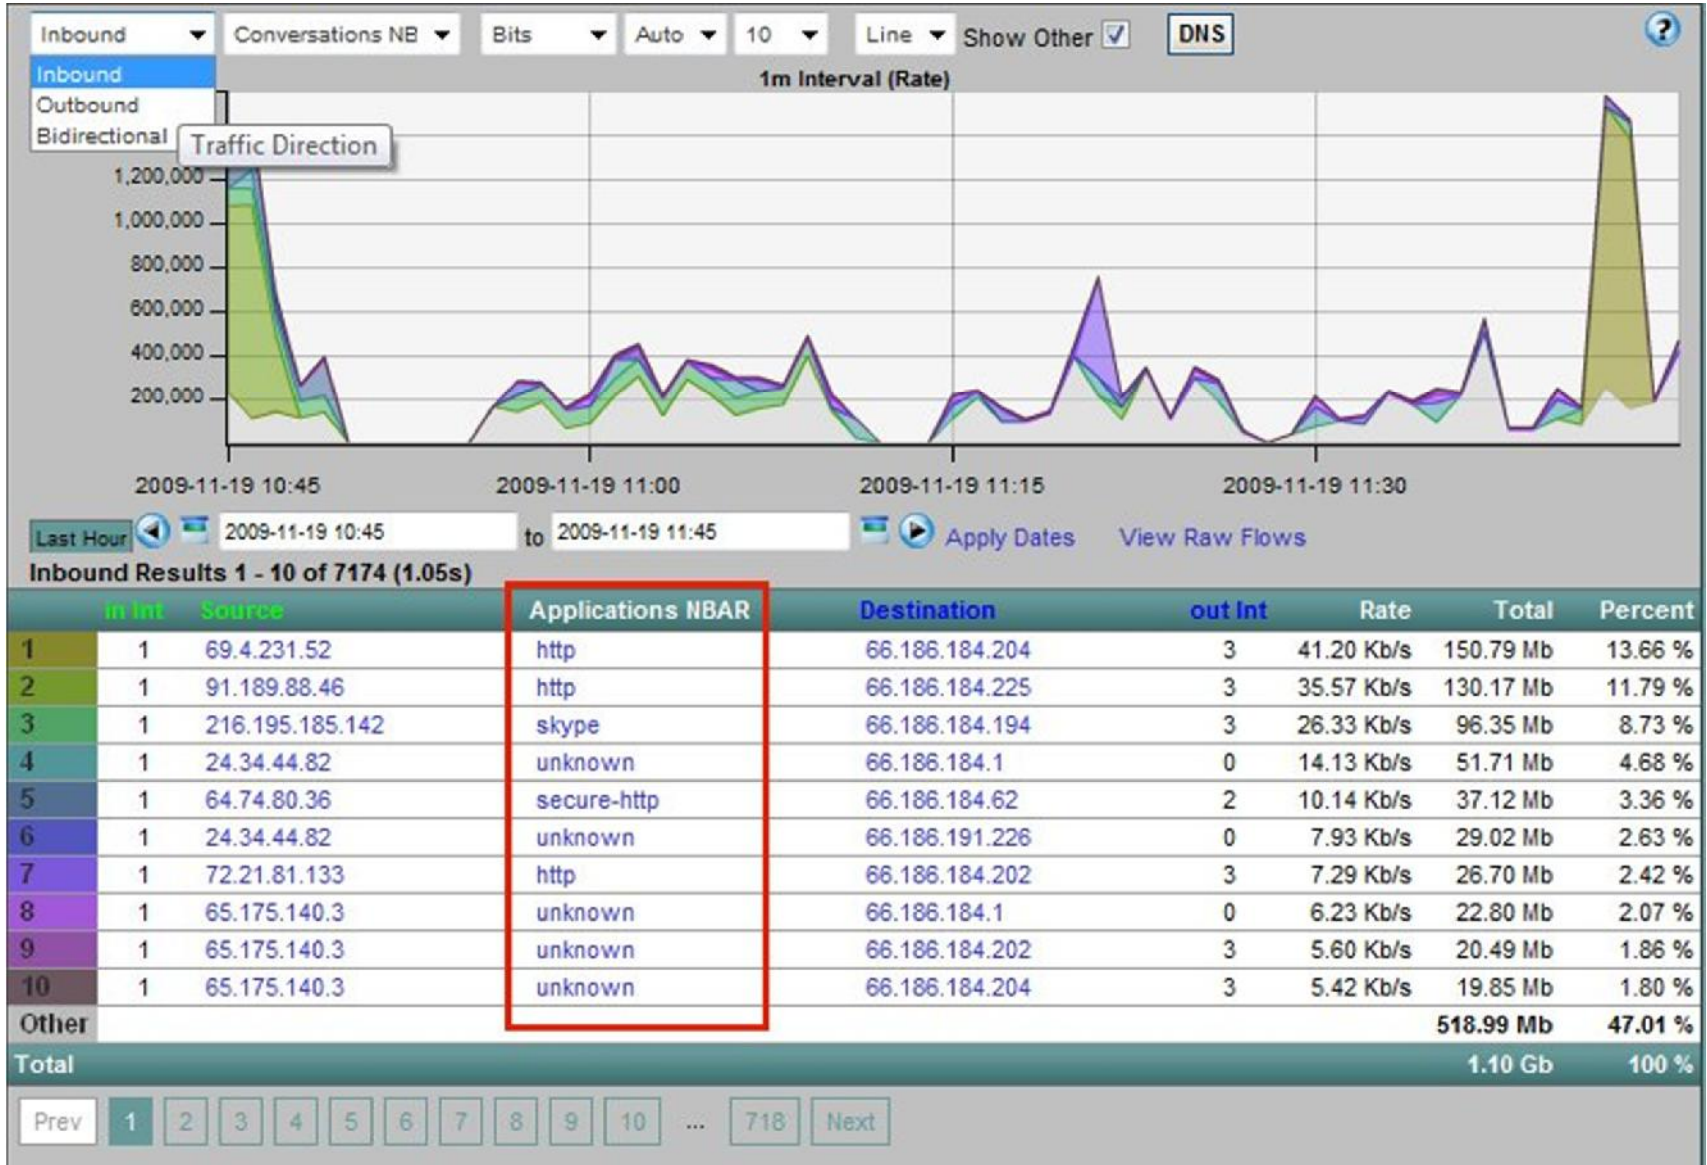 Inbound Conversations NB Bits Auto 10 Line Show Other DNS ?
Inbound
Outbound
Bidirectional
Traffic Direction
1m Interval (Rate)
1,200,000
1,000,000
800,000
600,000
400,000
200,000
2009-11-19 10:45 2009-11-19 11:00 2009-11-19 11:15 2009-11-19 11:30
Last Hour 2009-11-19 10:45 to 2009-11-19 11:45 Apply Dates View Raw Flows
Inbound Results 1 - 10 of 7174 (1.05s)
in Int Source Applications NBAR Destination out Int Rate Total Percent
1 1 69.4.231.52 http 66.186.184.204 3 41.20 Kb/s 150.79 Mb 13.66 %
2 1 91.189.88.46 http 66.186.184.225 3 35.57 Kb/s 130.17 Mb 11.79 %
3 1 216.195.185.142 skype 66.186.184.194 3 26.33 Kb/s 96.35 Mb 8.73 %
4 1 24.34.44.82 unknown 66.186.184.1 0 14.13 Kb/s 51.71 Mb 4.68 %
5 1 64.74.80.36 secure-http 66.186.184.62 2 10.14 Kb/s 37.12 Mb 3.36 %
6 1 24.34.44.82 unknown 66.186.191.226 0 7.93 Kb/s 29.02 Mb 2.63 %
7 1 72.21.81.133 http 66.186.184.202 3 7.29 Kb/s 26.70 Mb 2.42 %
8 1 65.175.140.3 unknown 66.186.184.1 0 6.23 Kb/s 22.80 Mb 2.07 %
9 1 65.175.140.3 unknown 66.186.184.202 3 5.60 Kb/s 20.49 Mb 1.86 %
10 1 65.175.140.3 unknown 66.186.184.204 3 5.42 Kb/s 19.85 Mb 1.80 %
Other 518.99 Mb 47.01 %
Total 1.10 Gb 100 %
Prev 1 2 3 4 5 6 7 8 9 10 ... 718 Next